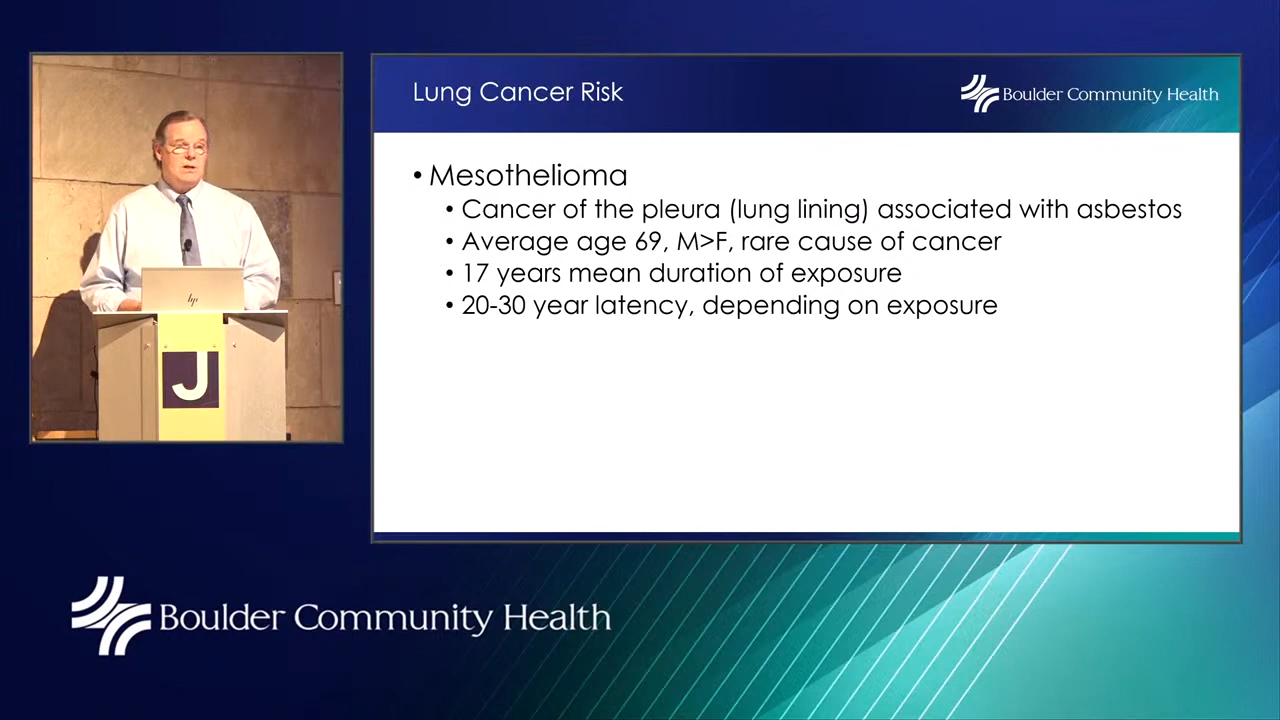 Lung Cancer Risk
Boulder Community Health
• Mesothelioma
• Cancer of the pleura (lung lining) associated with asbestos
• Average age 69, M>F, rare cause of cancer
• 17 years mean duration of exposure
• 20-30 year latency, depending on exposure
hp
J
Boulder Community Health